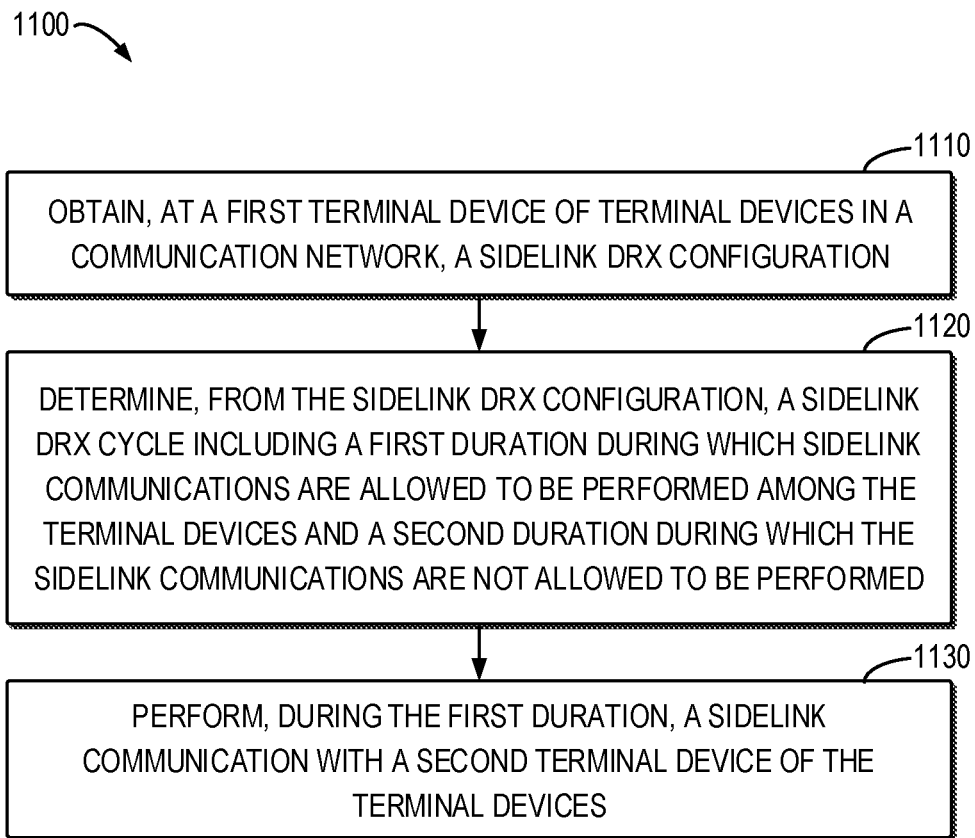 1100
1110
OBTAIN, AT A FIRST TERMINAL DEVICE OF TERMINAL DEVICES IN A
COMMUNICATION NETWORK, A SIDELINK DRX CONFIGURATION
1120
DETERMINE, FROM THE SIDELINK DRX CONFIGURATION, A SIDELINK
DRX CYCLE INCLUDING A FIRST DURATION DURING WHICH SIDELINK
COMMUNICATIONS ARE ALLOWED TO BE PERFORMED AMONG THE
TERMINAL DEVICES AND A SECOND DURATION DURING WHICH THE
SIDELINK COMMUNICATIONS ARE NOT ALLOWED TO BE PERFORMED
1130
PERFORM, DURING THE FIRST DURATION, A SIDELINK
COMMUNICATION WITH A SECOND TERMINAL DEVICE OF THE
TERMINAL DEVICES